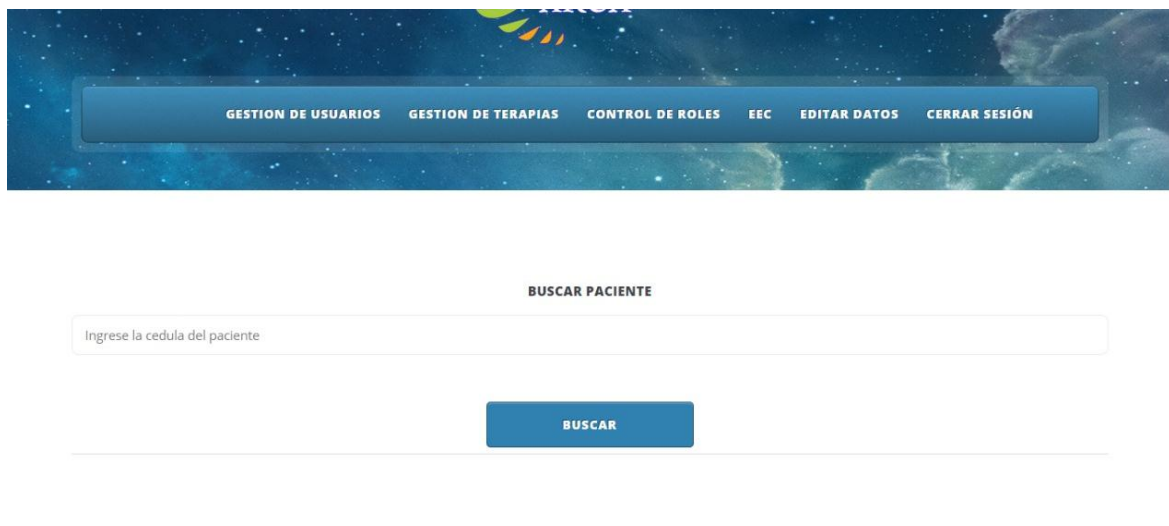 GESTION DE USUARIOS GESTION DE TERAPIAS CONTROL DE ROLES EEC EDITAR DATOS CERRAR SESIÓN
BUSCAR PACIENTE
Ingrese la cedula del paciente
BUSCAR